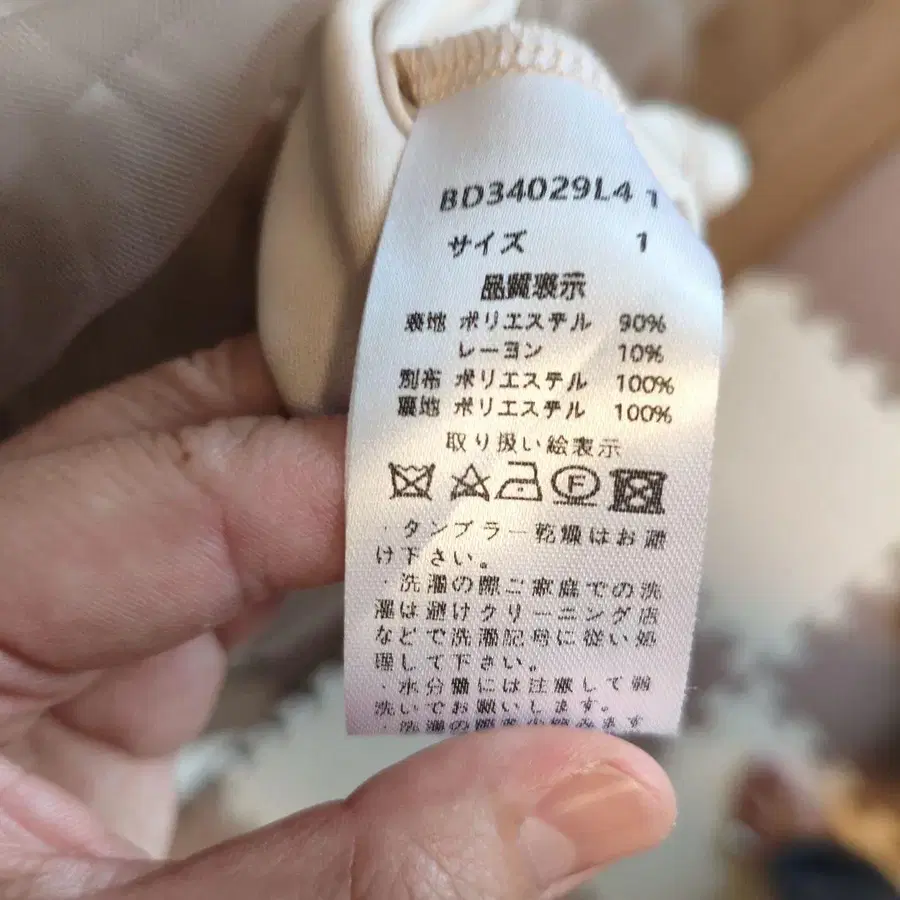 BD34029L4 1
サイズ 1
品質表示
表地 ポリエステル 90%
レーヨン 10%
別布 ポリエステル 100%
裏地 ポリエステル 100%
取り扱い絵表示
F
・タンブラー乾燥はお避
け下さい。
・洗濯の際ご家庭での洗
濯は避けクリーニング店
などで洗濯記号に従い処
理して下さい。
・水分 には注意して
洗いでお願いします。
・洗濯の際